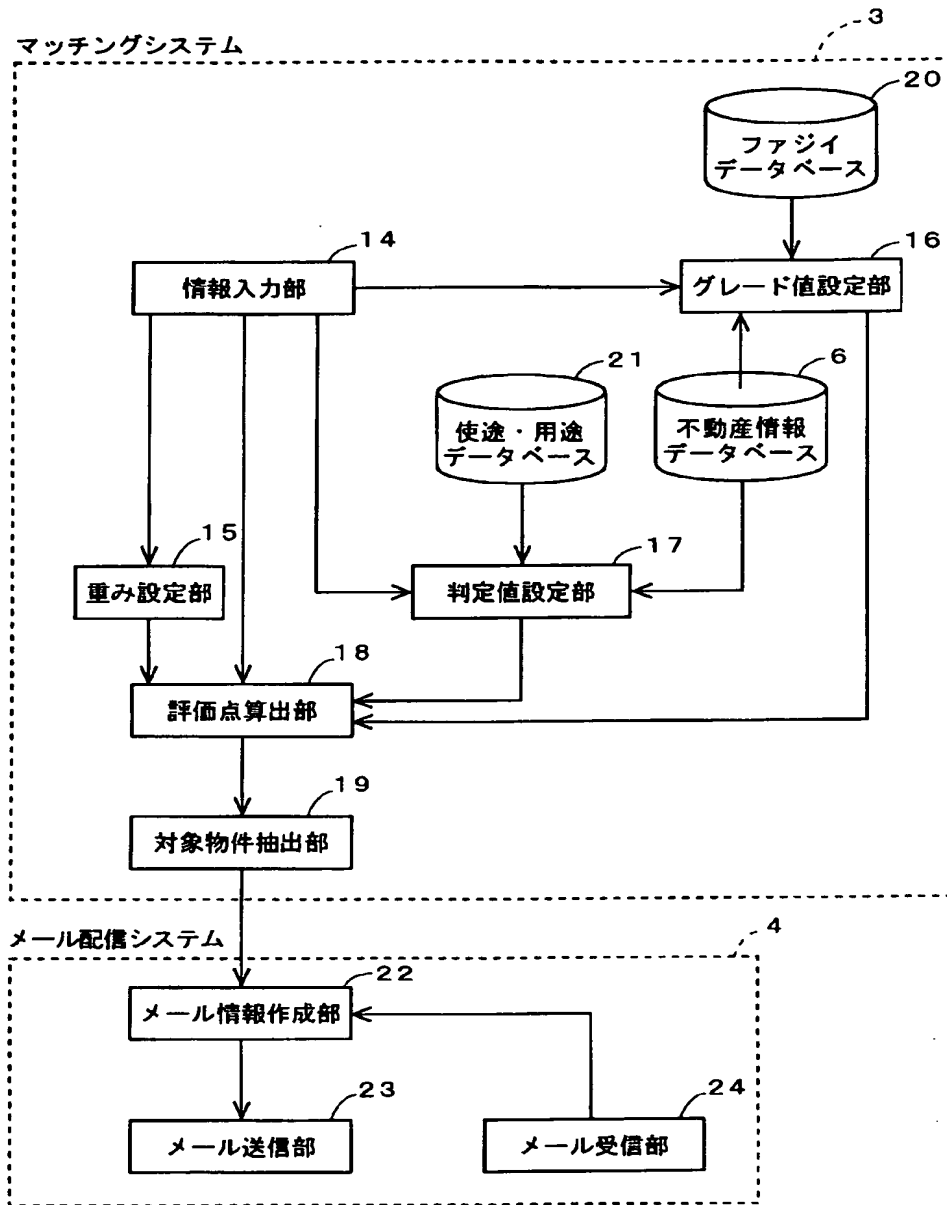 マッチングシステム
3
20
ファジイ
データベース
14
情報入力部
16
グレード値設定部
21
使途・用途
データベース
6
不動産情報
データベース
15
重み設定部
17
判定値設定部
18
評価点算出部
19
対象物件抽出部
メール配信システム
4
22
メール情報作成部
23
メール送信部
24
メール受信部